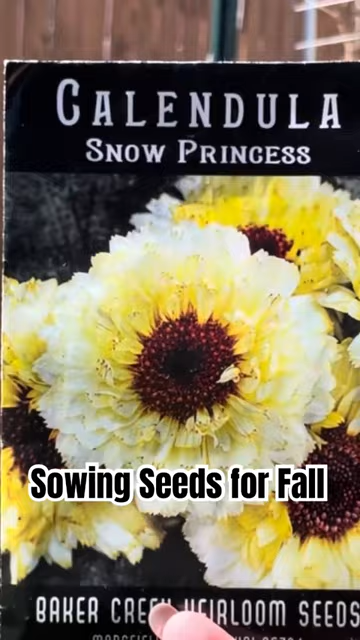 CALENDULA
SNOW PRINCESS
Sowing Seeds for Fall
BAKER CREEK HEIRLOOM SEEDS